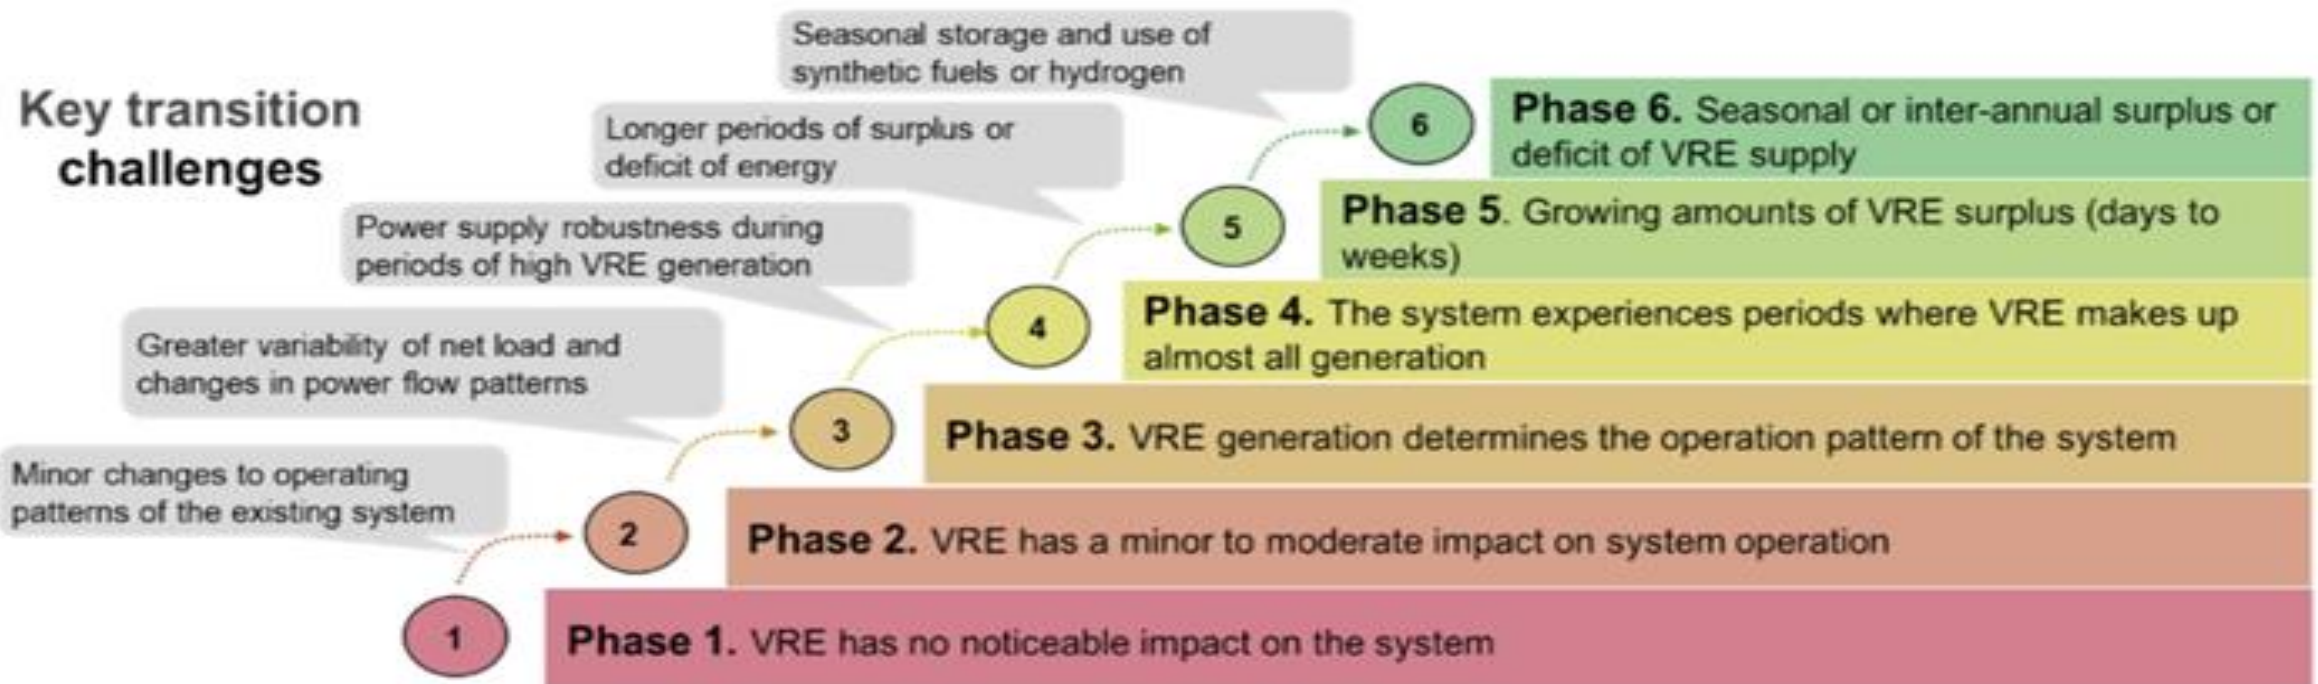 Key transition
challenges
Seasonal storage and use of
synthetic fuels or hydrogen
Longer periods of surplus or
deficit of energy
Power supply robustness during
periods of high VRE generation
Greater variability of net load and
changes in power flow patterns
Minor changes to operating
patterns of the existing system
6
Phase 6. Seasonal or inter-annual surplus or
deficit of VRE supply
5
Phase 5. Growing amounts of VRE surplus (days to
weeks)
4
Phase 4. The system experiences periods where VRE makes up
almost all generation
3
Phase 3. VRE generation determines the operation pattern of the system
2
Phase 2. VRE has a minor to moderate impact on system operation
1
Phase 1. VRE has no noticeable impact on the system